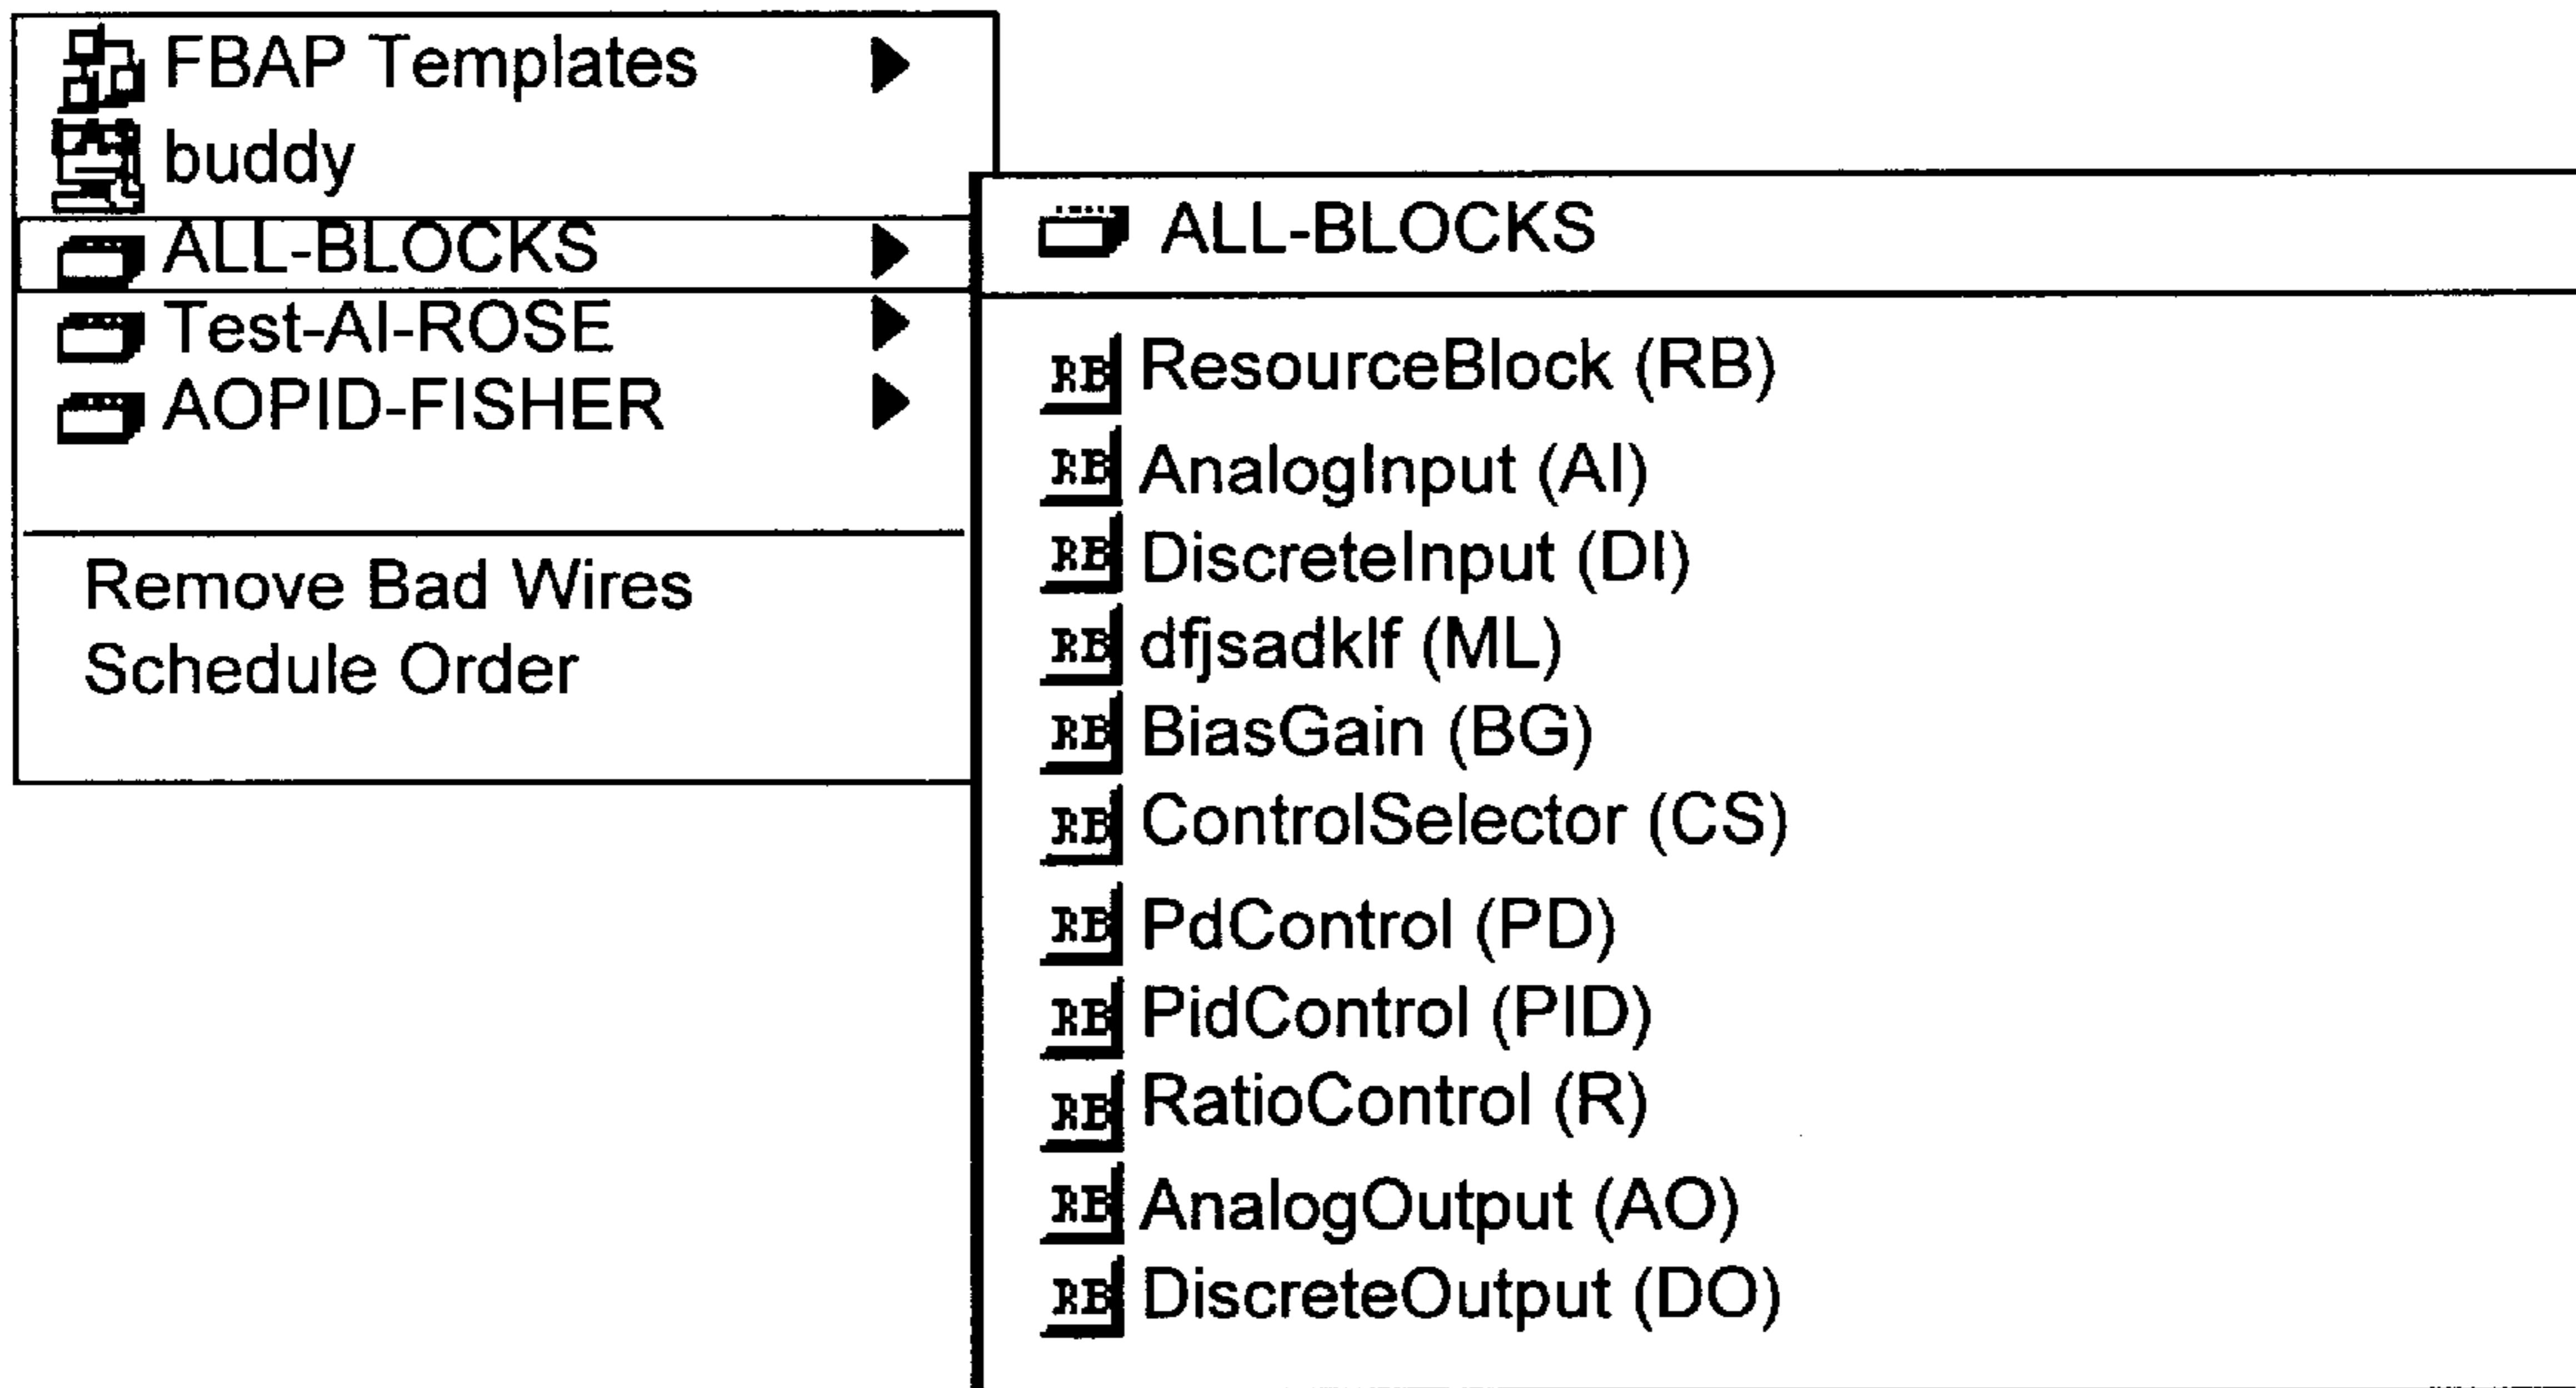 FBAP Templates
buddy
ALL-BLOCKS
Test-AI-ROSE
AOPID-FISHER
Remove Bad Wires
Schedule Order
ALL-BLOCKS
RB ResourceBlock (RB)
RB AnalogInput (AI)
RB DiscreteInput (DI)
RB dfjsadklf (ML)
RB BiasGain (BG)
RB ControlSelector (CS)
RB PdControl (PD)
RB PidControl (PID)
RB RatioControl (R)
RB AnalogOutput (AO)
RB DiscreteOutput (DO)